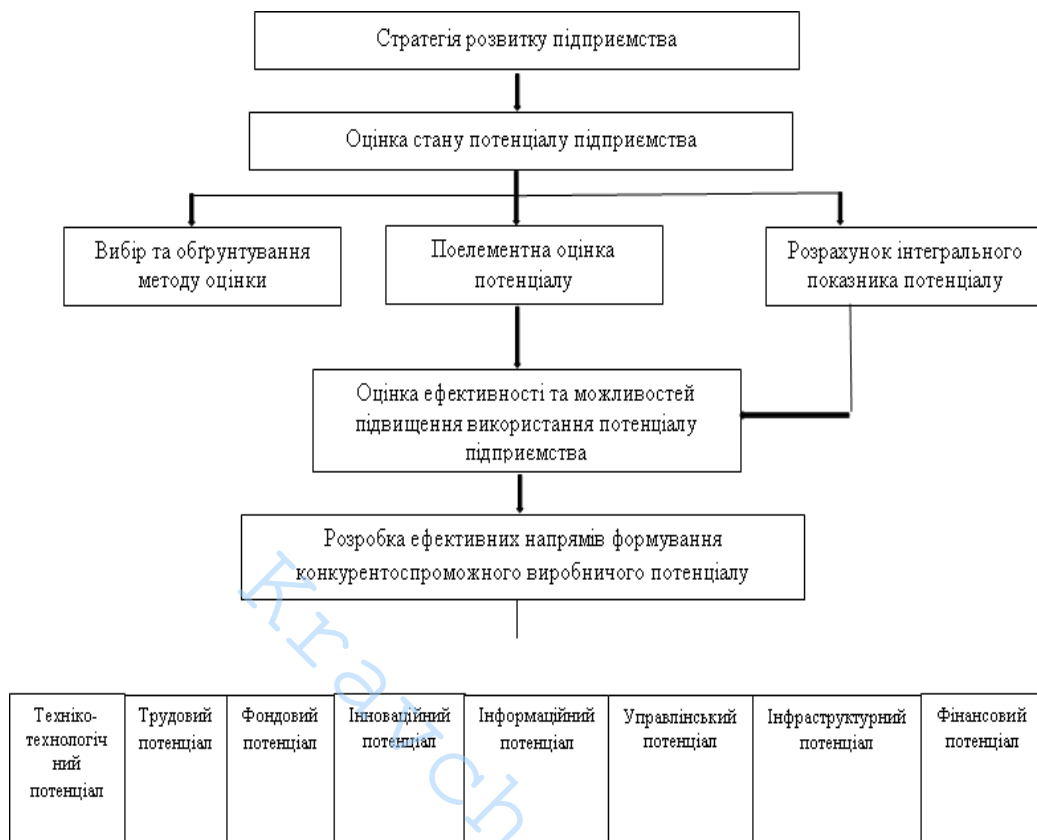 Стратегія розвитку підприємства
Оцінка стану потенціалу підприємства
Вибір та обґрунтування
методу оцінки
Поелементна оцінка
потенціалу
Розрахунок інтегрального
показника потенціалу
Оцінка ефективності та можливостей
підвищення використання потенціалу
підприємства
Розробка ефективних напрямів формування
конкурентоспроможного виробничого потенціалу
Техніко-
технологіч
ний
потенціал
Трудовий
потенціал
Фондовий
потенціал
Інноваційний
потенціал
Інформаційний
потенціал
Управлінський
потенціал
Інфраструктурний
потенціал
Фінансовий
потенціал
Kravch